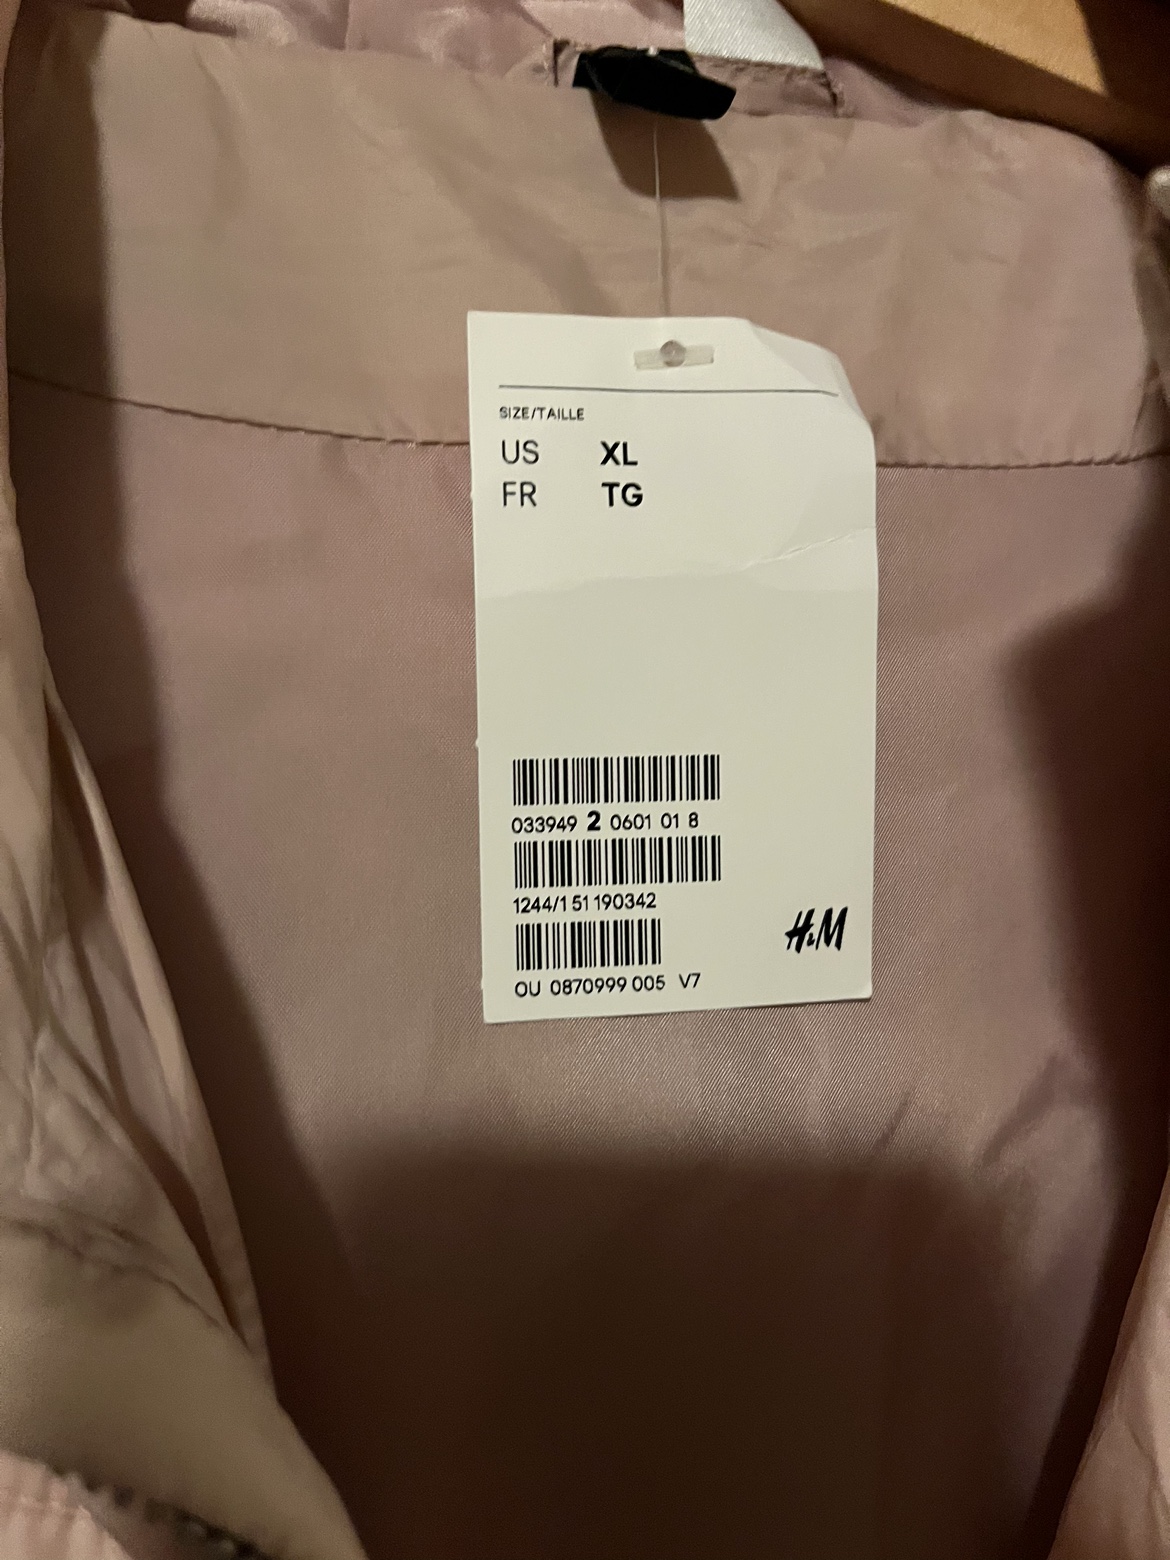 SIZE/TAILLE
US XL
FR TG
033949 2 0601 01 8
1244/1 51 190342
OU 0870999 005 V7
H&M